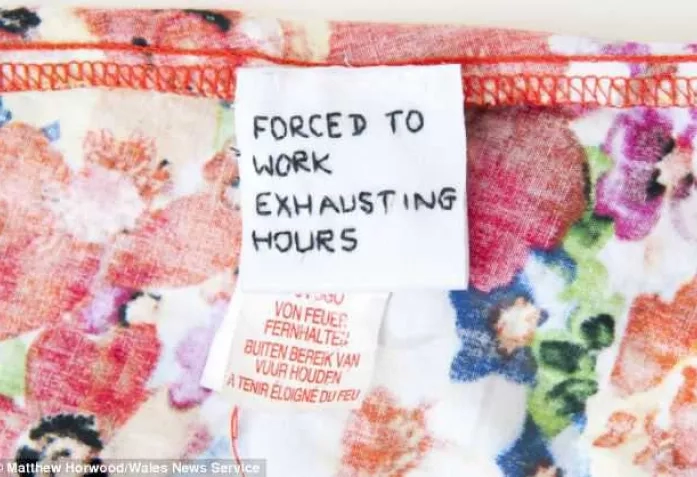 FORCED TO
WORK
EXHAUSTING
HOURS
VON FEUER
FERNHALTEN
BUITEN BEREIK VAN
VUUR HOUDEN
A TENIR ÉLOIGNÉ DU FEU
© Matthew Horwood/Wales News Service